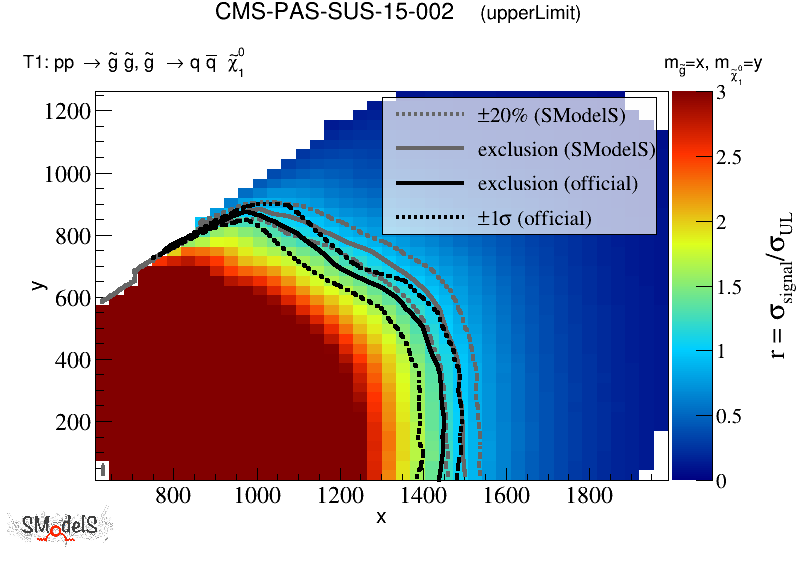 CMS-PAS-SUS-15-002 (upperLimit)
T1: pp → g̃ g̃, g̃ → q q̅ χ̃₁⁰
m_g̃=x, m_χ̃₁⁰=y
±20% (SModelS)
exclusion (SModelS)
exclusion (official)
±1σ (official)
y
1200
1000
800
600
400
200
800 1000 1200 1400 1600 1800
x
3
2.5
2
1.5
1
0.5
0
r = σ_signal/σ_UL
SModelS